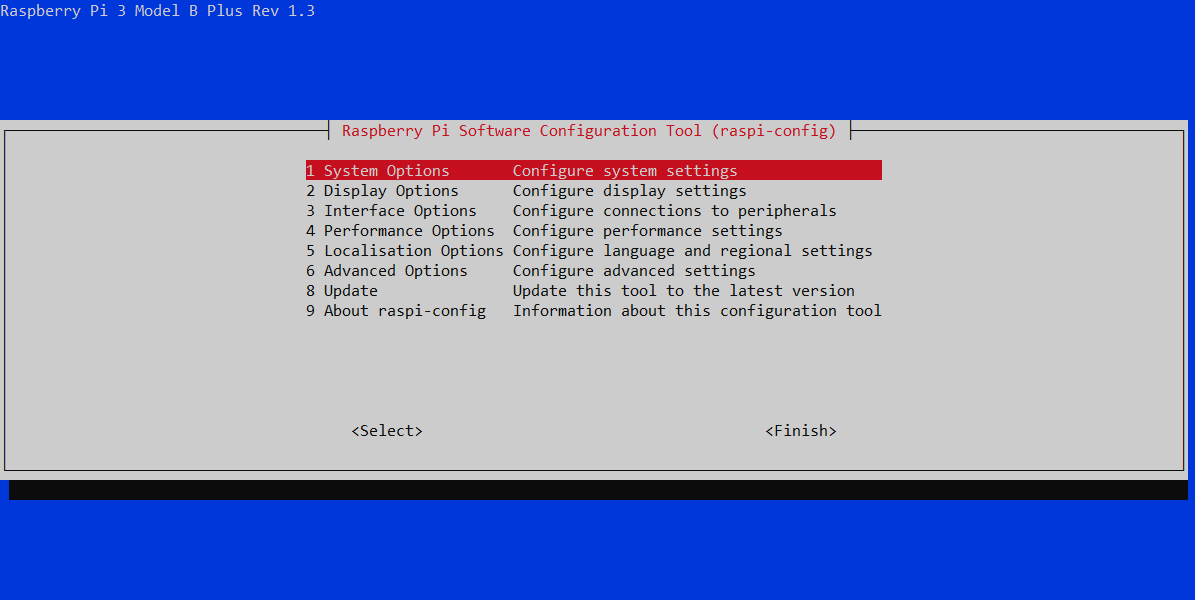 Raspberry Pi 3 Model B Plus Rev 1.3
Raspberry Pi Software Configuration Tool (raspi-config)
1 System Options Configure system settings
2 Display Options Configure display settings
3 Interface Options Configure connections to peripherals
4 Performance Options Configure performance settings
5 Localisation Options Configure language and regional settings
6 Advanced Options Configure advanced settings
8 Update Update this tool to the latest version
9 About raspi-config Information about this configuration tool
<Select> <Finish>